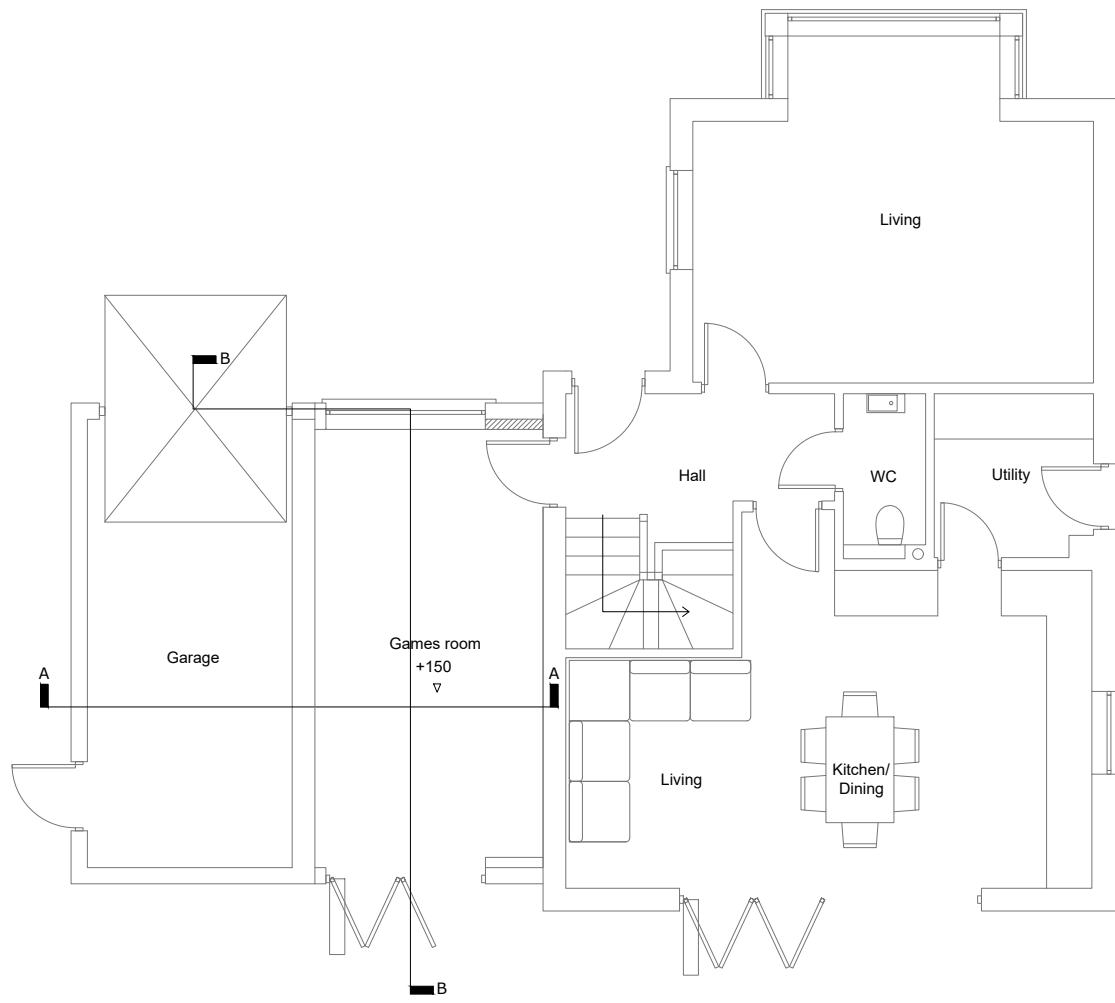 Living
B
Hall
WC
Utility
Games room
+150
Garage
A
A
Living
Kitchen/
Dining
B